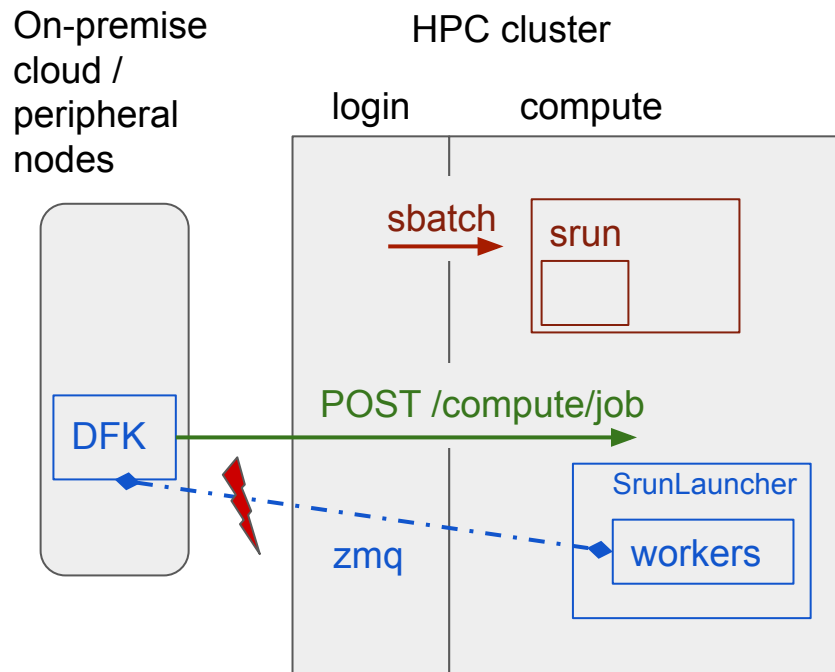 On-premise
cloud /
peripheral
nodes
HPC cluster
login
compute
sbatch
srun
POST /compute/job
DFK
SrunLauncher
workers
zmq